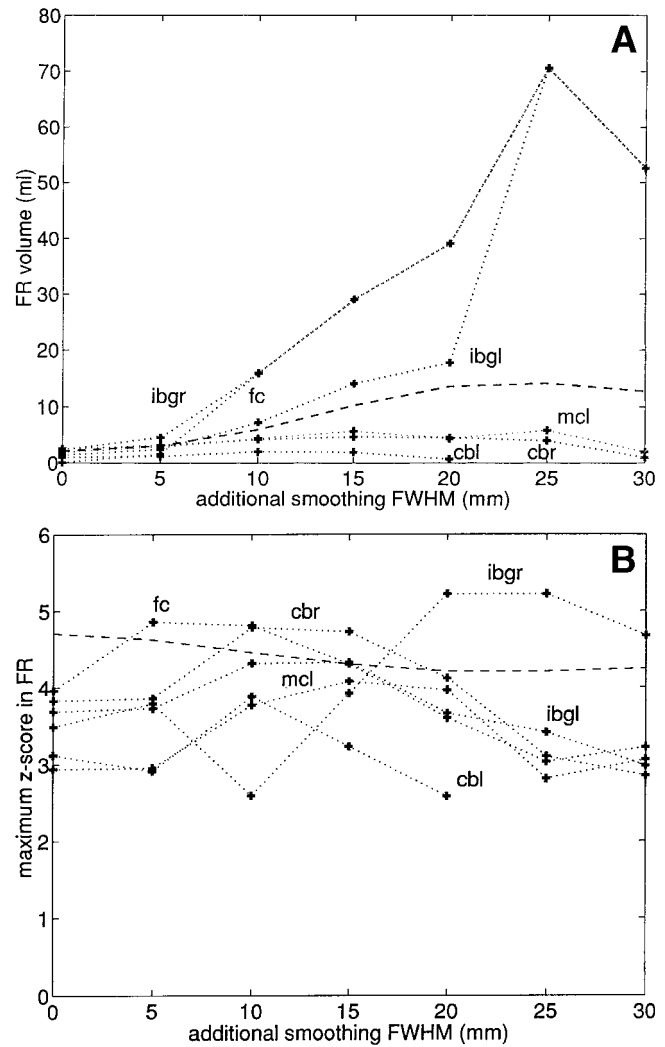 A
80
70
60
50
40
30
20
10
0
FR volume (ml)
ibgr
fc
ibgl
mcl
cbl
cbr
0 5 10 15 20 25 30
additional smoothing FWHM (mm)
B
6
5
4
3
2
1
0
maximum z-score in FR
ibgr
fc
cbr
mcl
ibgl
cbl
0 5 10 15 20 25 30
additional smoothing FWHM (mm)